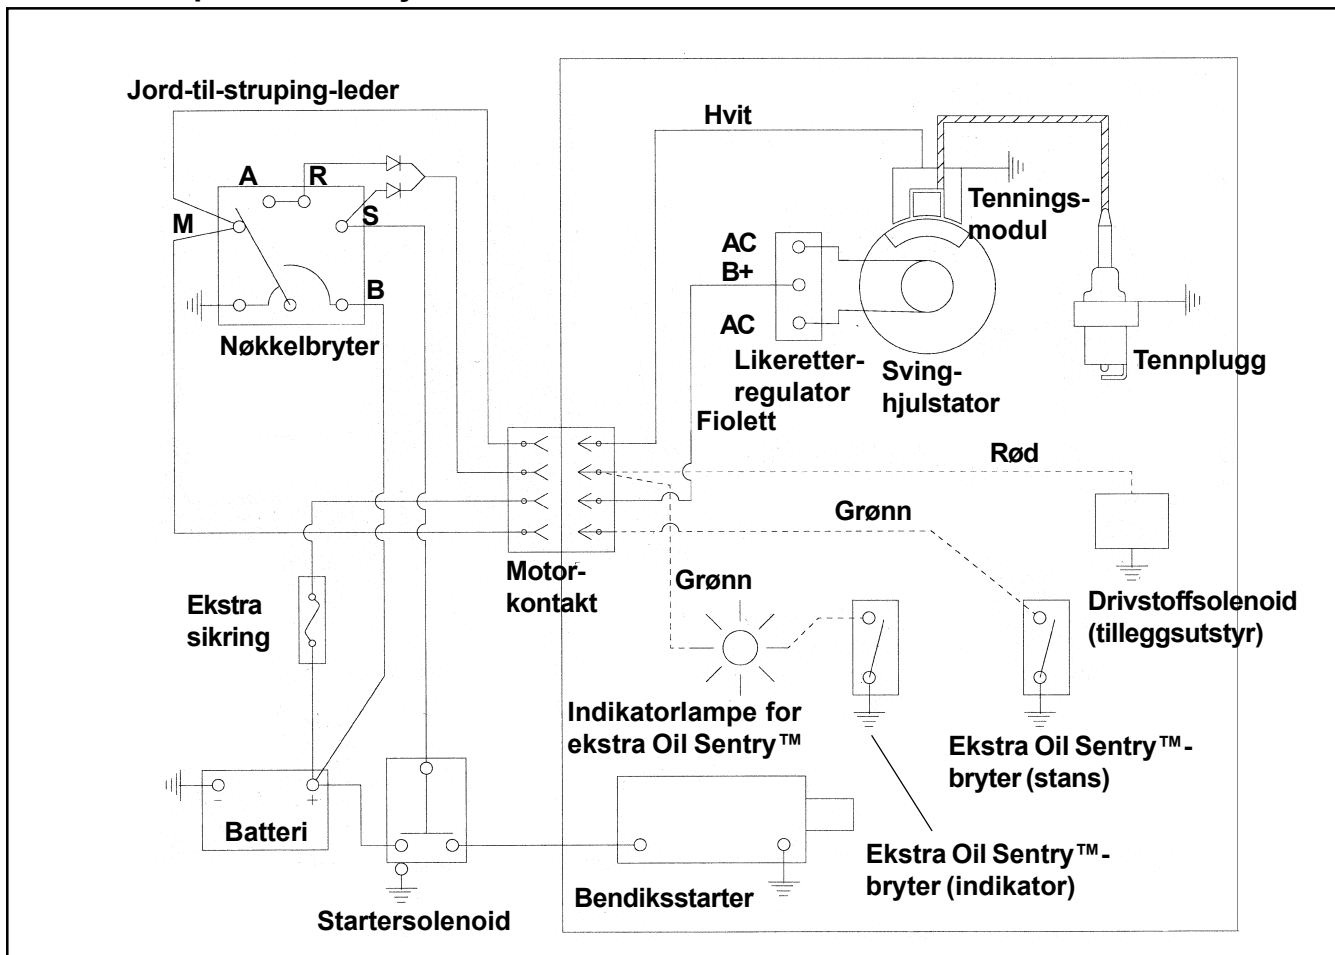 Jord-til-struping-leder
Hvit
A
R
M
S
B
Nøkkelbryter
Tennings-
modul
AC
B+
AC
Likeretter-
regulator
Sving-
hjulstator
Tennplugg
Fiolett
Rød
Grønn
Motor-
kontakt
Grønn
Drivstoffsolenoid
(tilleggsutstyr)
Ekstra
sikring
Indikatorlampe for
ekstra Oil Sentry™
Ekstra Oil Sentry™-
bryter (stans)
- +
Batteri
Ekstra Oil Sentry™-
bryter (indikator)
Bendiksstarter
Startersolenoid